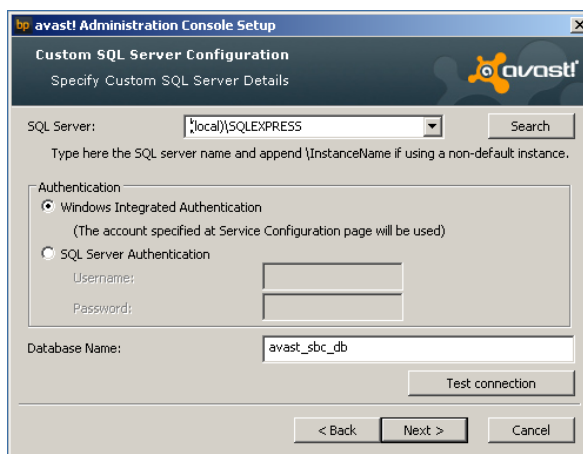 bp avast! Administration Console Setup
Custom SQL Server Configuration
Specify Custom SQL Server Details
avast!
SQL Server:
(local)\SQLEXPRESS
Search
Type here the SQL server name and append \InstanceName if using a non-default instance.
Authentication
Windows Integrated Authentication
(The account specified at Service Configuration page will be used)
SQL Server Authentication
Username:
Password:
Database Name:
avast_sbc_db
Test connection
< Back
Next >
Cancel